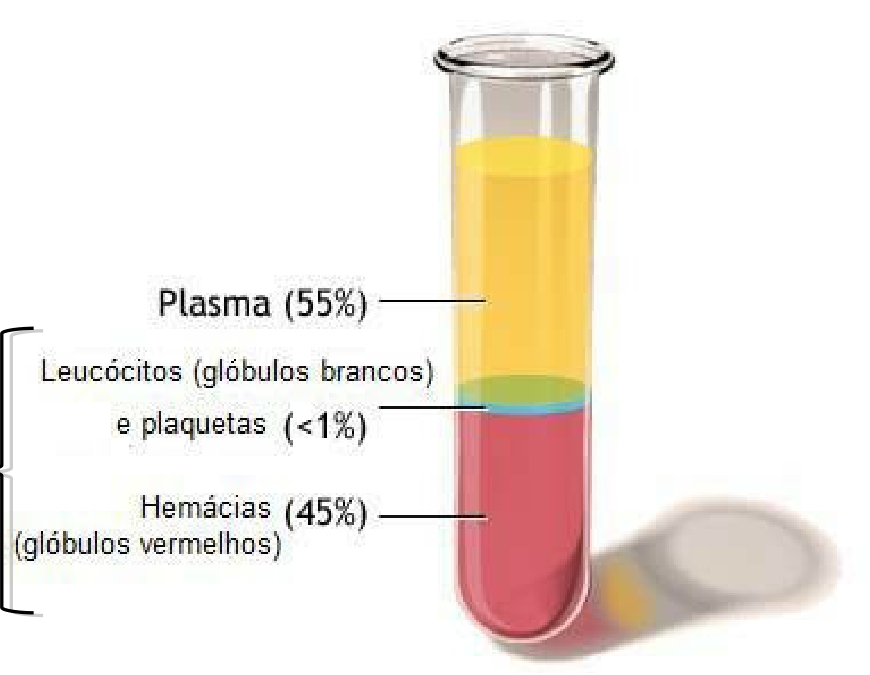 Plasma (55%)
Leucócitos (glóbulos brancos)
e plaquetas (<1%)
Hemácias (45%)
(glóbulos vermelhos)